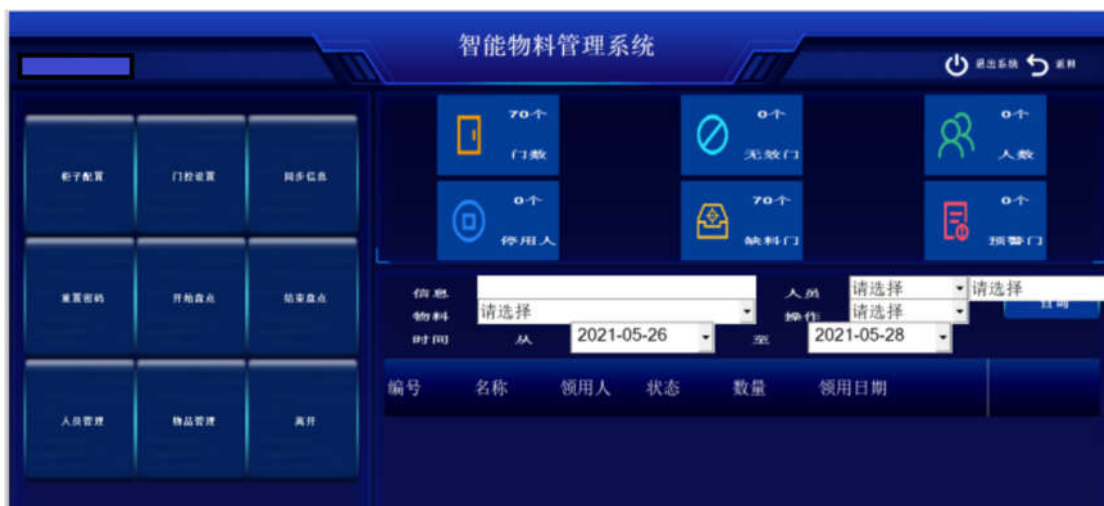 智能物料管理系统
退出系统 返回
柜子配置 门控设置 同步信息
重置密码 开始盘点 结束盘点
人员管理 物品管理 离开
70个 0个 0个
门数 无效门 人数
0个 70个 0个
停用人 缺料门 预警门
信息 人员 请选择 请选择
物料 请选择 操作 请选择 查询
时间 从 2021-05-26 至 2021-05-28
编号 名称 领用人 状态 数量 领用日期